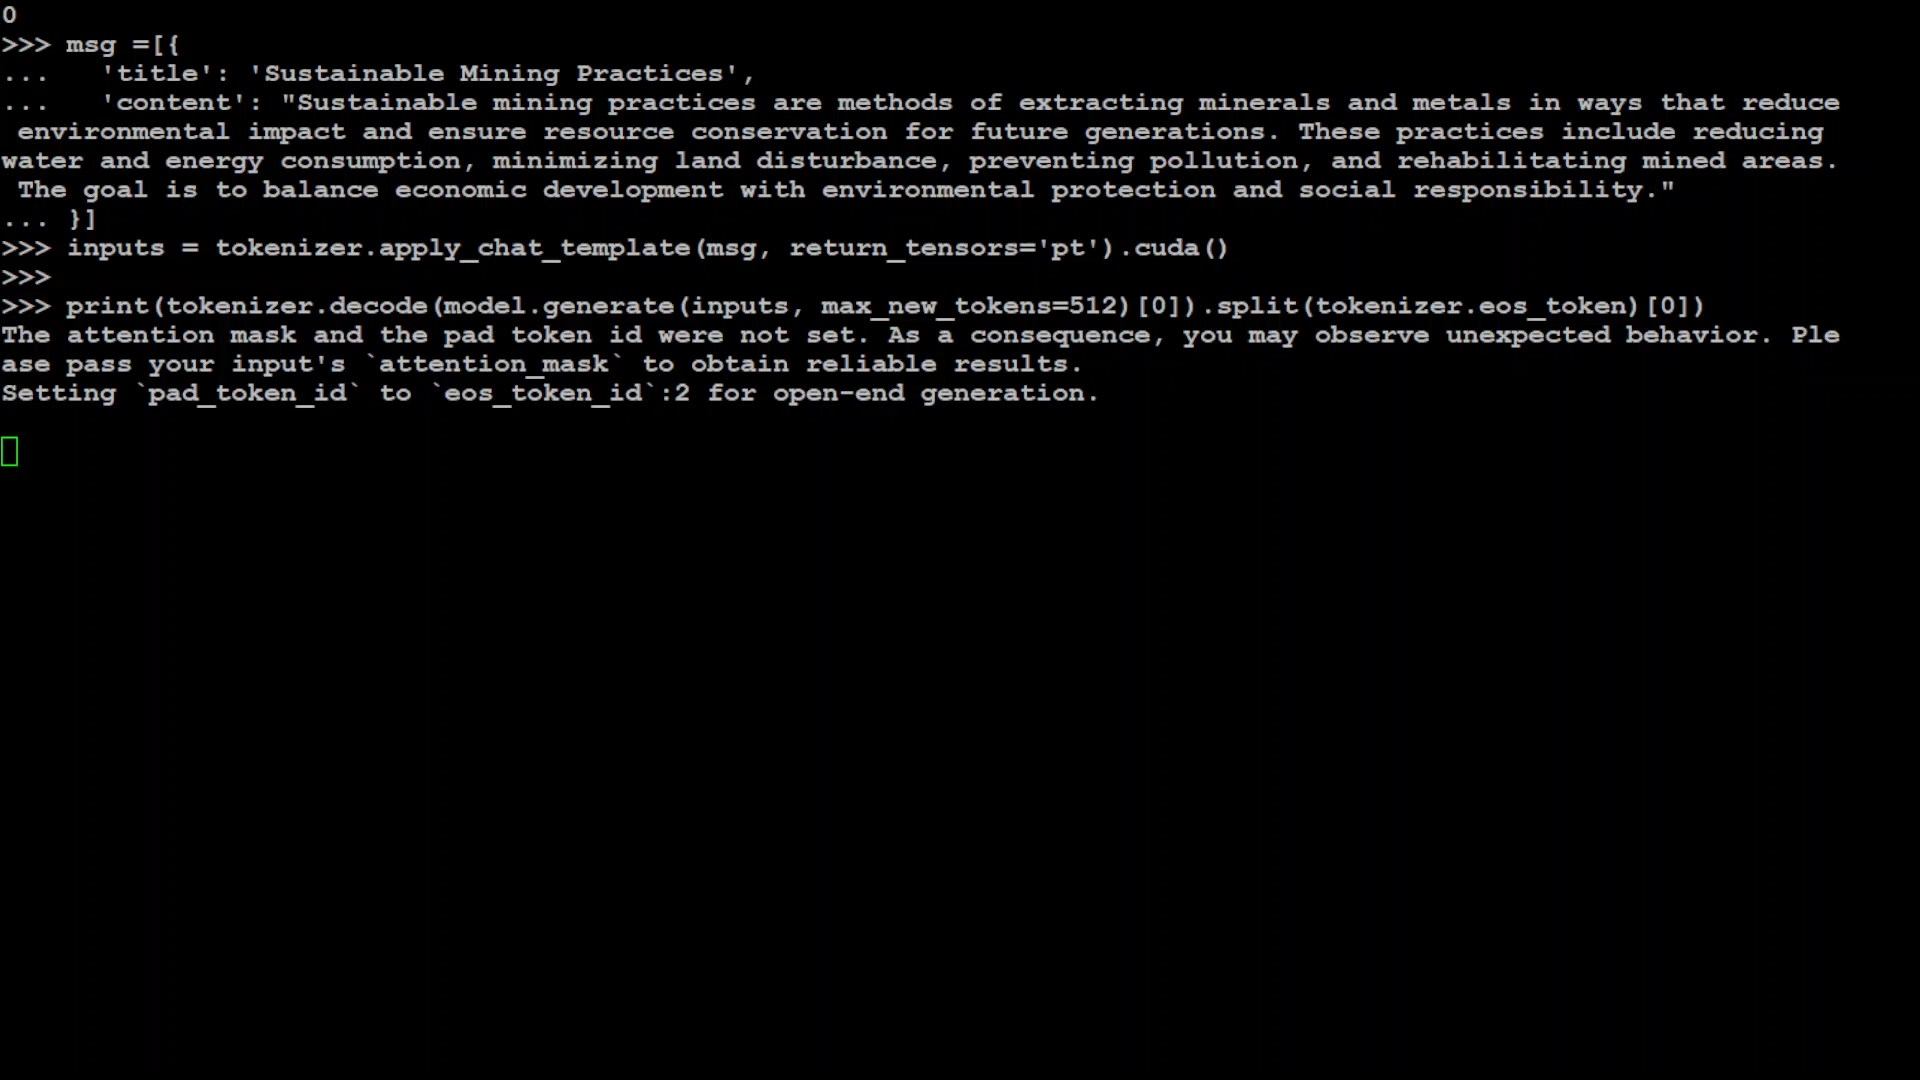 0
>>> msg =[{
...   'title': 'Sustainable Mining Practices',
...   'content': "Sustainable mining practices are methods of extracting minerals and metals in ways that reduce
 environmental impact and ensure resource conservation for future generations. These practices include reducing
water and energy consumption, minimizing land disturbance, preventing pollution, and rehabilitating mined areas.
 The goal is to balance economic development with environmental protection and social responsibility."
... }]
>>> inputs = tokenizer.apply_chat_template(msg, return_tensors='pt').cuda()
>>>
>>> print(tokenizer.decode(model.generate(inputs, max_new_tokens=512)[0]).split(tokenizer.eos_token)[0])
The attention mask and the pad token id were not set. As a consequence, you may observe unexpected behavior. Ple
ase pass your input's `attention_mask` to obtain reliable results.
Setting `pad_token_id` to `eos_token_id`:2 for open-end generation.